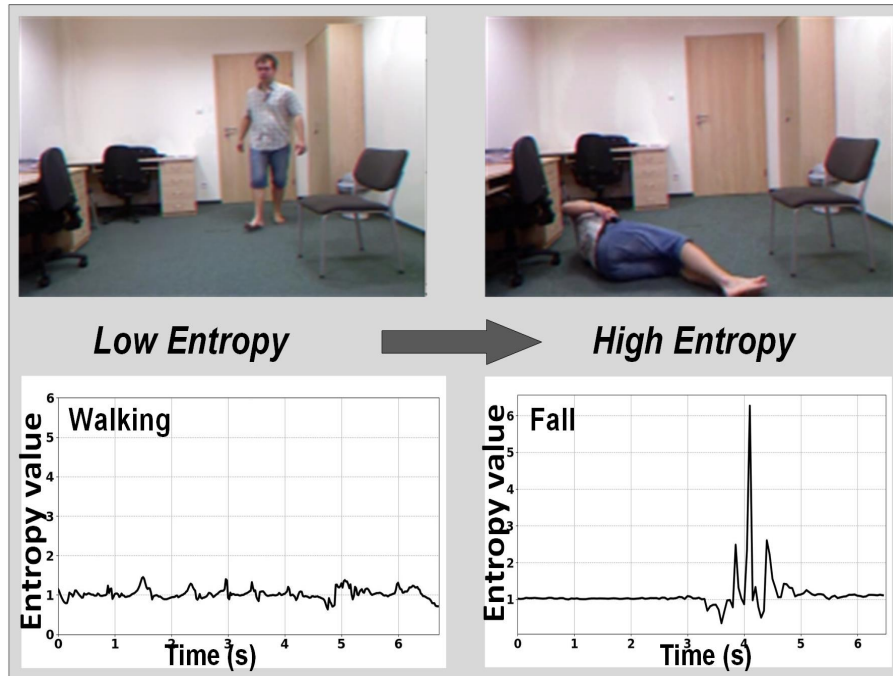 Low Entropy
High Entropy
Walking
Entropy value
6
5
4
3
2
1
0
0 1 2 3 4 5 6
Time (s)
Fall
Entropy value
6
5
4
3
2
1
0 1 2 3 4 5 6
Time (s)